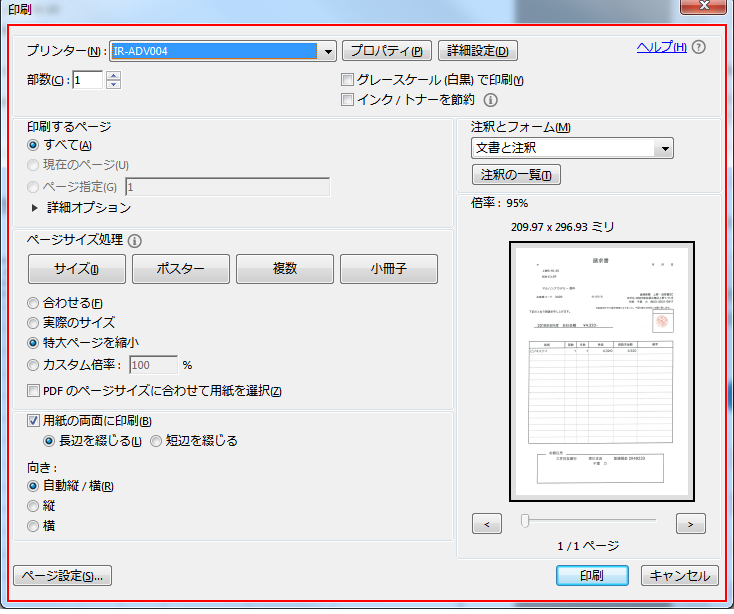 印刷
プリンター(N): IR-ADV004 プロパティ(P) 詳細設定(D) ヘルプ(H) ?
部数(C): 1 グレースケール (白黒) で印刷(Y)
インク / トナーを節約
印刷するページ
すべて(A)
現在のページ(U)
ページ指定(G) 1
詳細オプション
ページサイズ処理
サイズ(I) ポスター 複数 小冊子
合わせる(F)
実際のサイズ
特大ページを縮小
カスタム倍率: 100 %
PDF のページサイズに合わせて用紙を選択(Z)
用紙の両面に印刷(B)
長辺を綴じる(L) 短辺を綴じる
向き:
自動縦 / 横(R)
縦
横
注釈とフォーム(M)
文書と注釈
注釈の一覧(T)
倍率: 95%
209.97 x 296.93 ミリ
請求書
< >
1 / 1 ページ
ページ設定(S)... 印刷 キャンセル